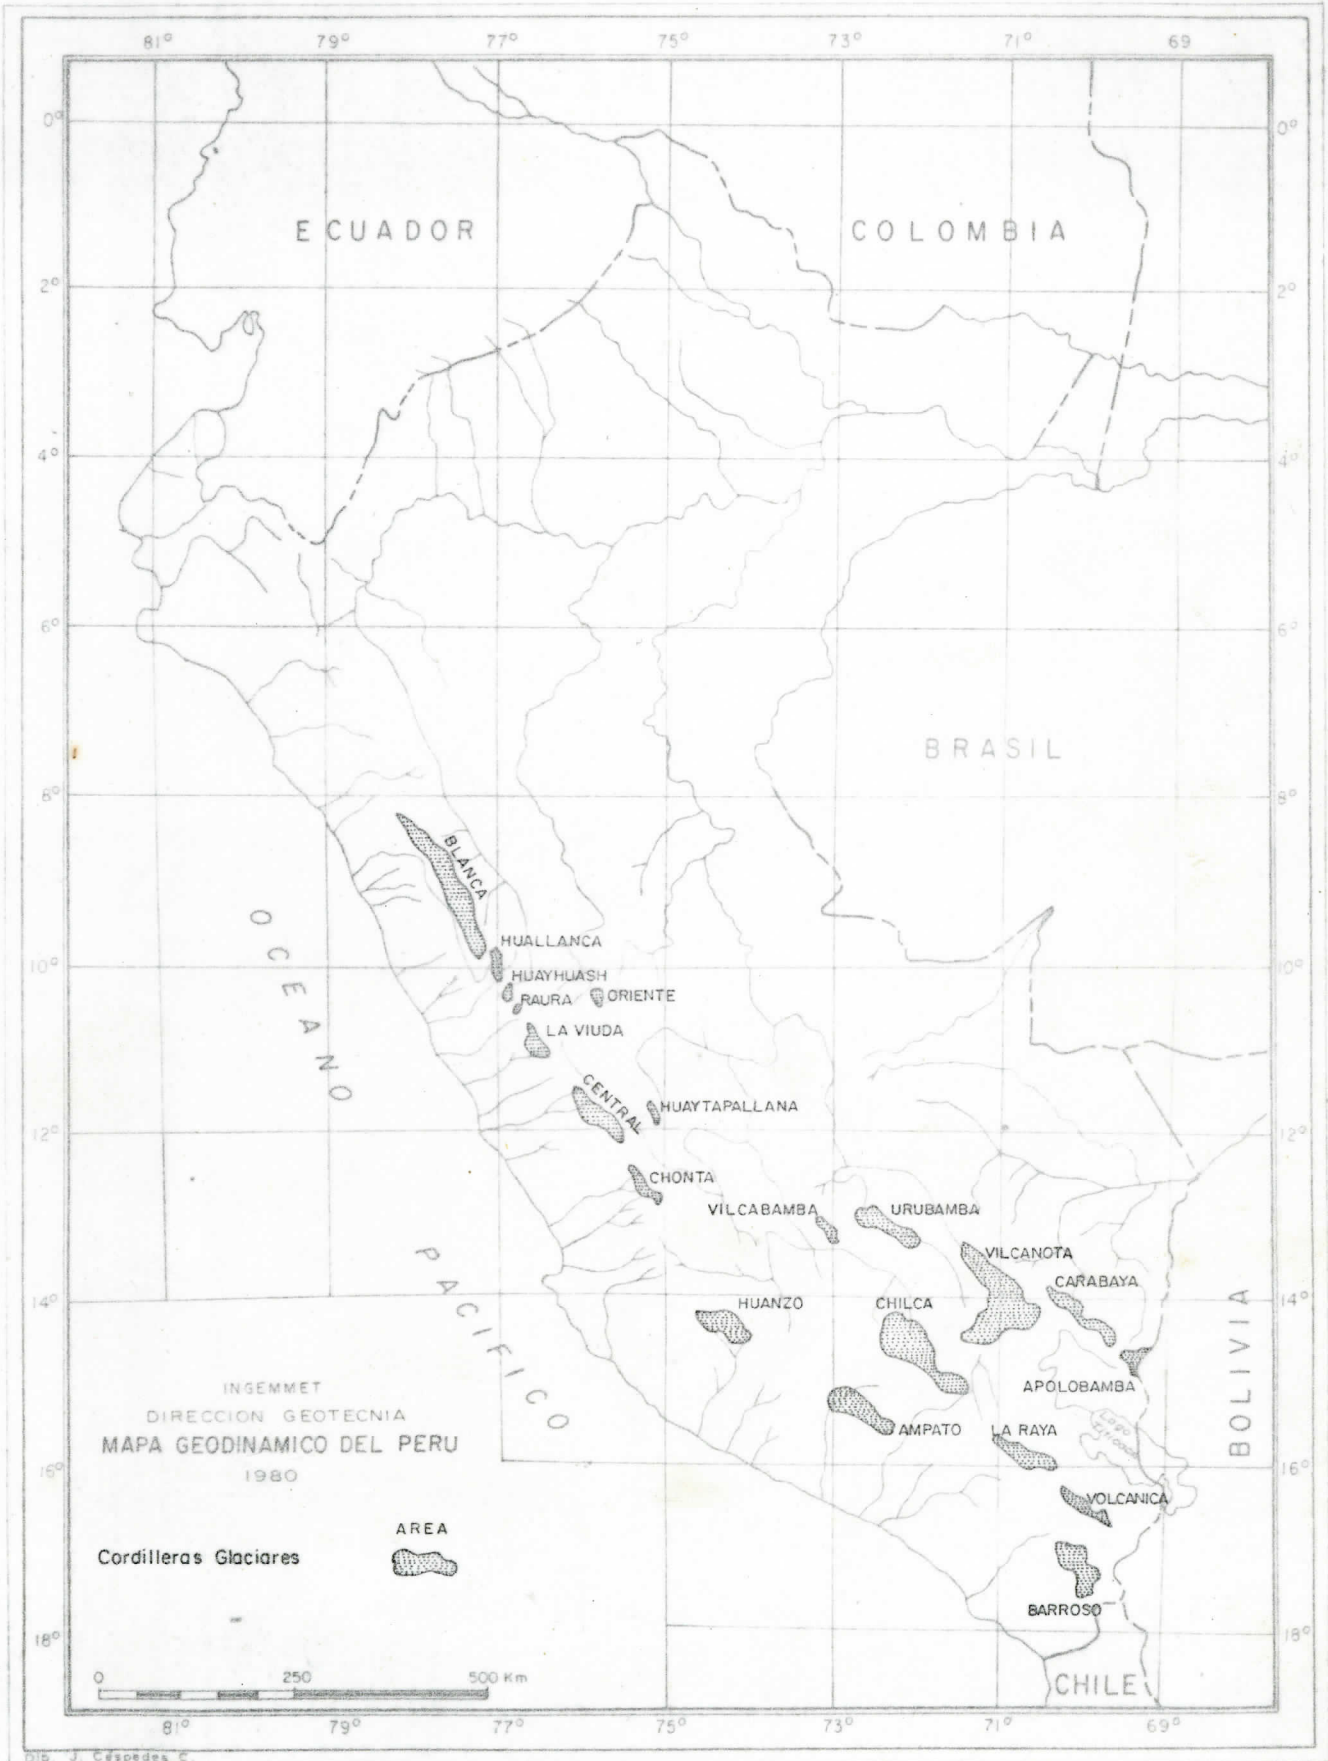 81° 79° 77° 75° 73° 71° 69
0° 0°
ECUADOR COLOMBIA
2° 2°
4° 4°
6° 6°
BRASIL
8° 8°
BLANCA
OCEANO PACIFICO
HUALLANCA
10° 10°
HUAYHUASH
RAURA ORIENTE
LA VIUDA
CENTRAL
HUAYTAPALLANA
12° 12°
CHONTA
VILCABAMBA URUBAMBA
VILCANOTA
CARABAYA
14° 14°
HUANZO CHILCA
BOLIVIA
APOLOBAMBA
AMPATO LA RAYA
Lago Titicaca
INGEMMET
DIRECCION GEOTECNIA
MAPA GEODINAMICO DEL PERU
1980
16° 16°
VOLCANICA
AREA
Cordilleras Glaciares
BARROSO
18° 18°
0 250 500 Km
CHILE
81° 79° 77° 75° 73° 71° 69°
Dib. J. Céspedes C.